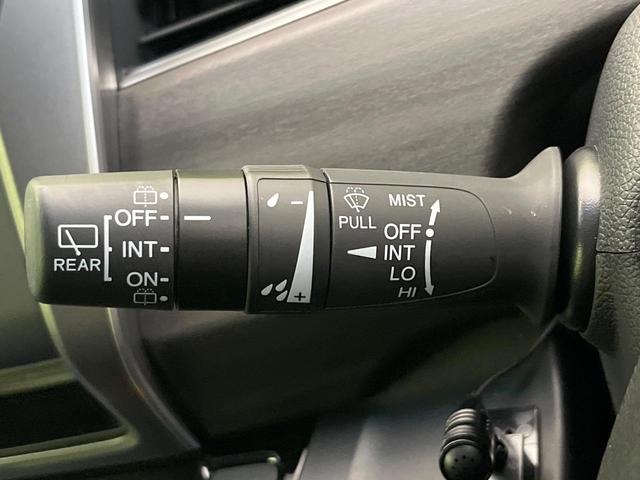 OFF
INT
ON
REAR
−
+
PULL
MIST
OFF
INT
LO
HI